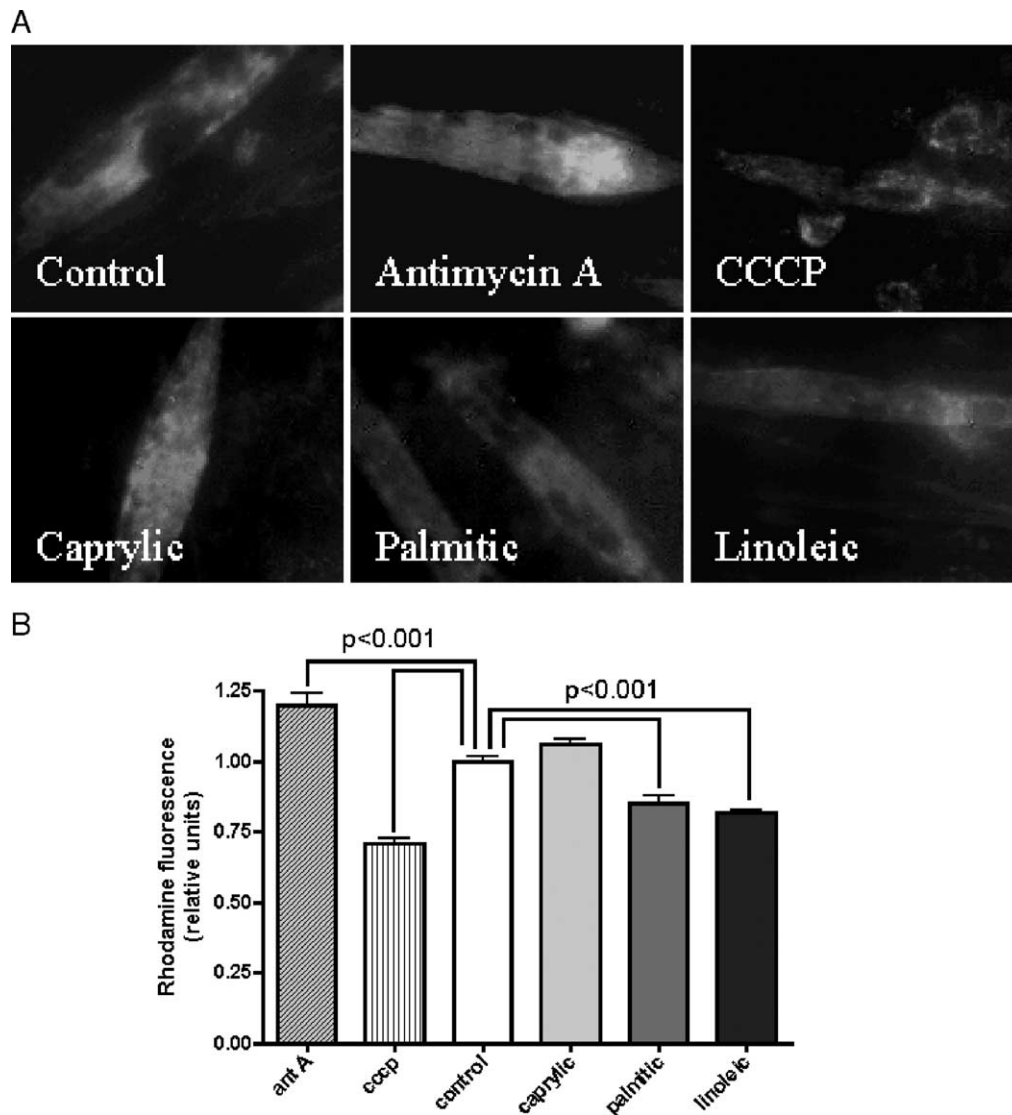 A
Control
Antimycin A
CCCP
Caprylic
Palmitic
Linoleic
B
p<0.001
p<0.001
Rhodamine fluorescence
(relative units)
1.25
1.00
0.75
0.50
0.25
0.00
ant A
cccp
control
caprylic
palmitic
linoleic